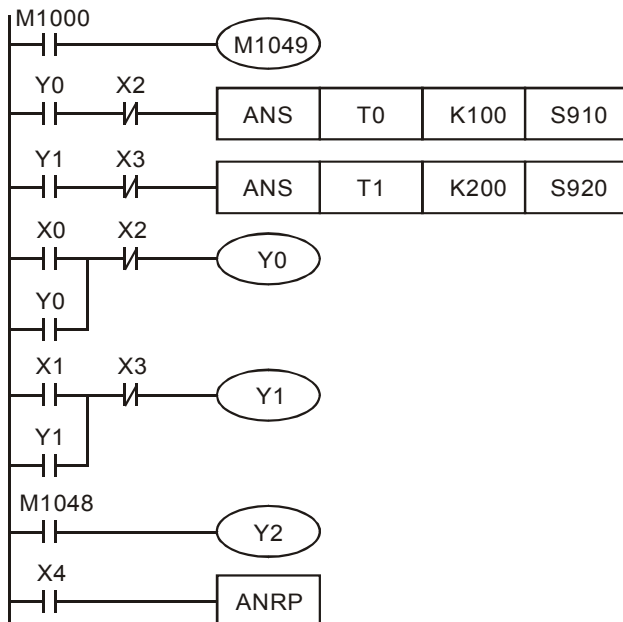 M1000
M1049
Y0 X2
ANS T0 K100 S910
Y1 X3
ANS T1 K200 S920
X0 X2
Y0
Y0
X1 X3
Y1
Y1
M1048
Y2
X4
ANRP